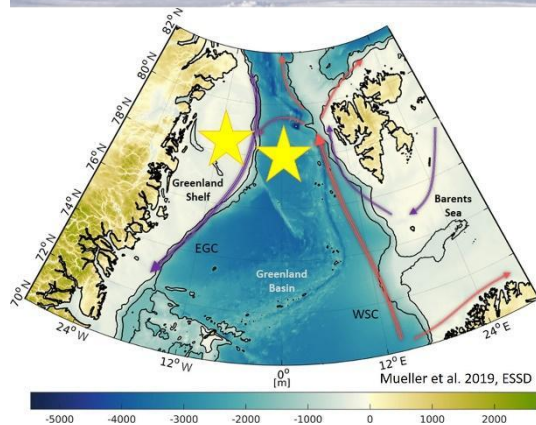 82°N
80°N
78°N
76°N
74°N
72°N
70°N
Greenland
Shelf
Barents
Sea
EGC
Greenland
Basin
WSC
24°W
12°W
0°
12°E
24°E
[m]
Mueller et al. 2019, ESSD
-5000 -4000 -3000 -2000 -1000 0 1000 2000